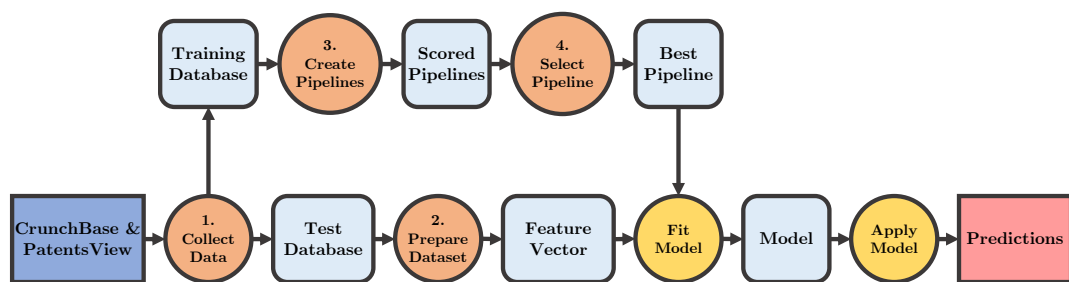 Training
Database
3.
Create
Pipelines
Scored
Pipelines
4.
Select
Pipeline
Best
Pipeline
CrunchBase &
PatentsView
1.
Collect
Data
Test
Database
2.
Prepare
Dataset
Feature
Vector
Fit
Model
Model
Apply
Model
Predictions